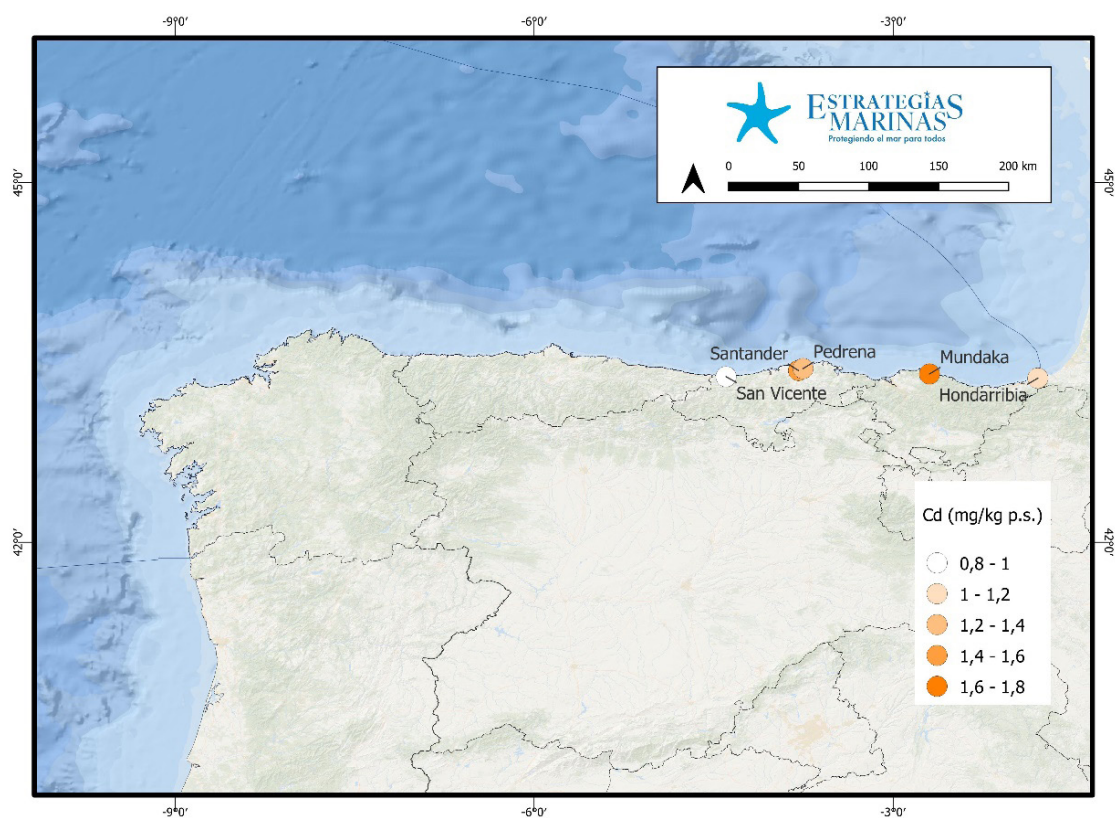 -9°0′
-6°0′
-3°0′
ESTRATEGIAS
MARINAS
Protegiendo el mar para todos
0
50
100
150
200 km
45°0′
45°0′
Santander
Pedrena
Mundaka
San Vicente
Hondarribia
Cd (mg/kg p.s.)
0,8 - 1
1 - 1,2
1,2 - 1,4
1,4 - 1,6
1,6 - 1,8
42°0′
42°0′
-9°0′
-6°0′
-3°0′